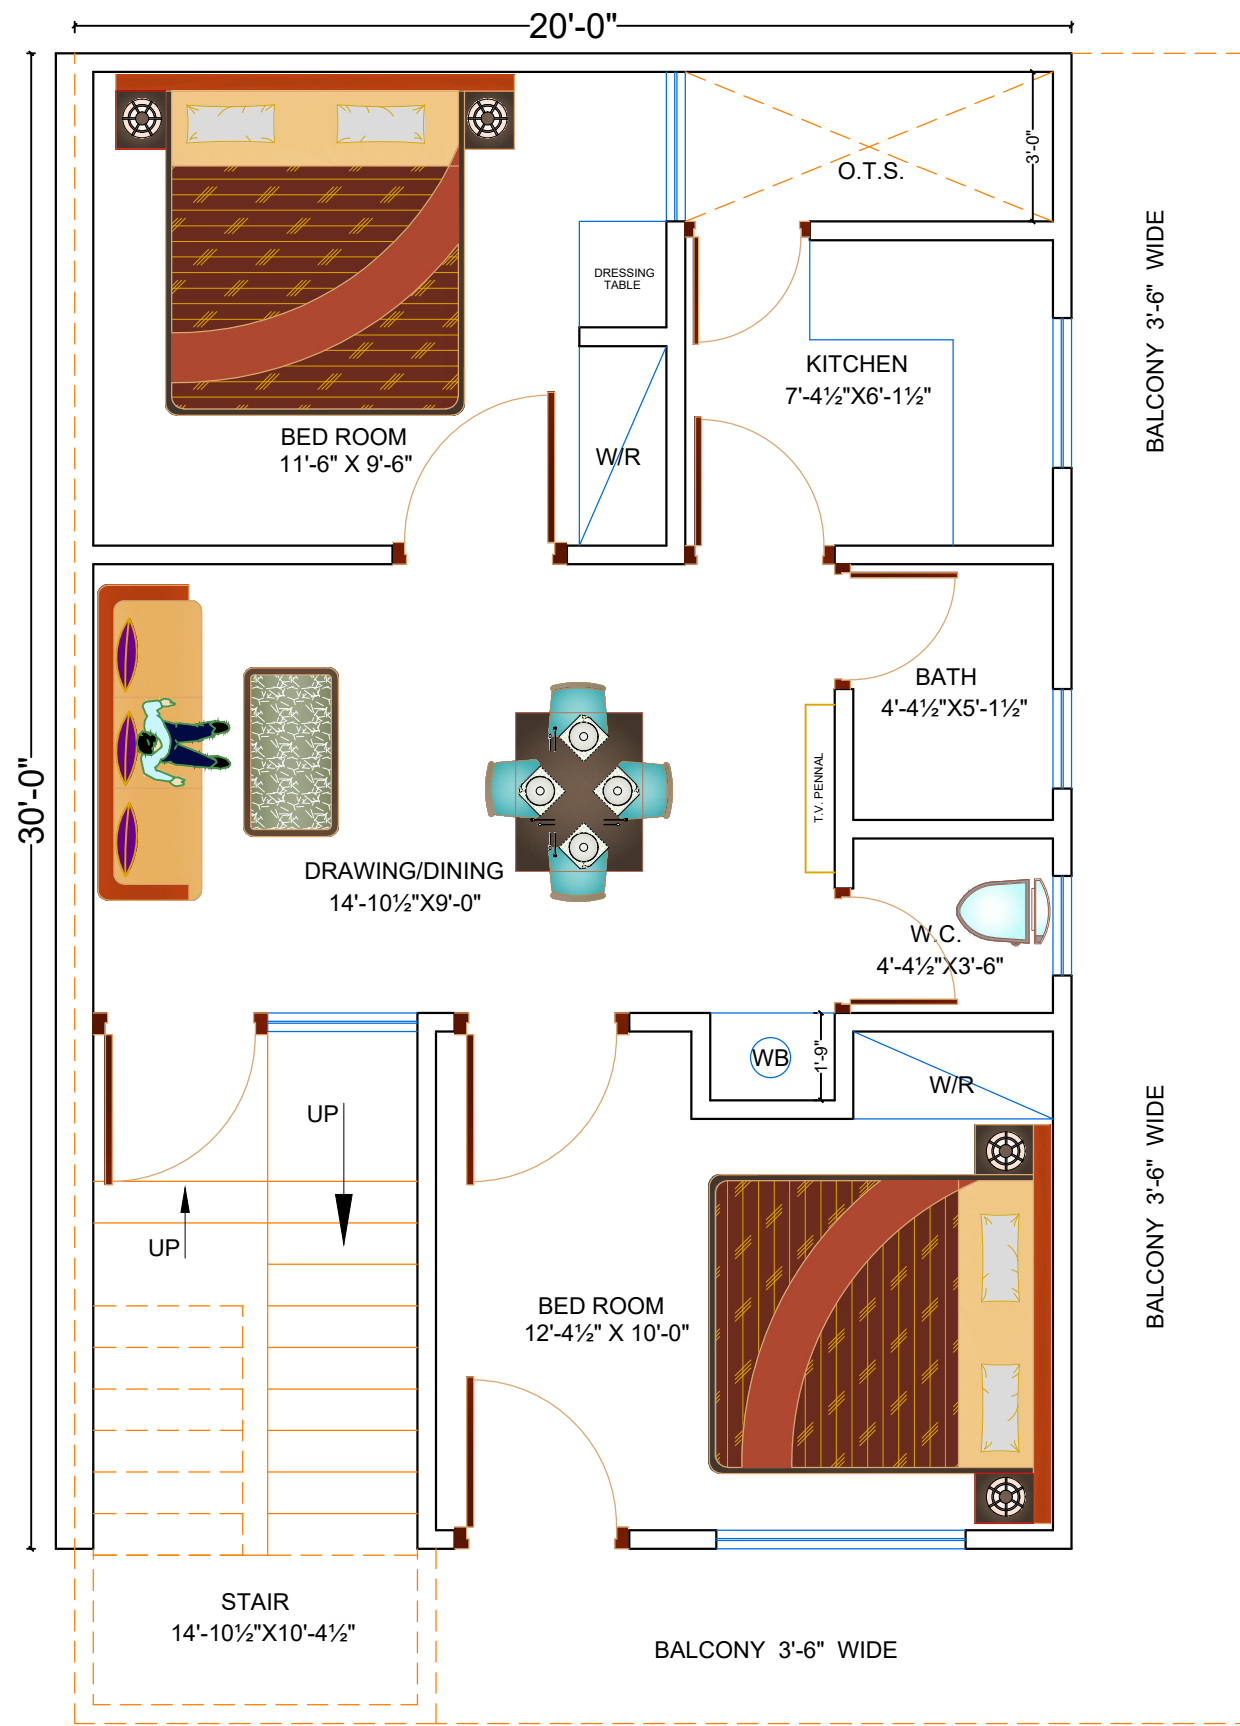 20'-0"
3'-0"
O.T.S.
BALCONY 3'-6" WIDE
DRESSING
TABLE
KITCHEN
7'-4½"X6'-1½"
BED ROOM
11'-6" X 9'-6"
W/R
BATH
4'-4½"X5'-1½"
30'-0"
T.V. PENNAL
DRAWING/DINING
14'-10½"X9'-0"
W.C.
4'-4½"X3'-6"
WB
1'-9"
W/R
UP
UP
BALCONY 3'-6" WIDE
BED ROOM
12'-4½" X 10'-0"
STAIR
14'-10½"X10'-4½"
BALCONY 3'-6" WIDE